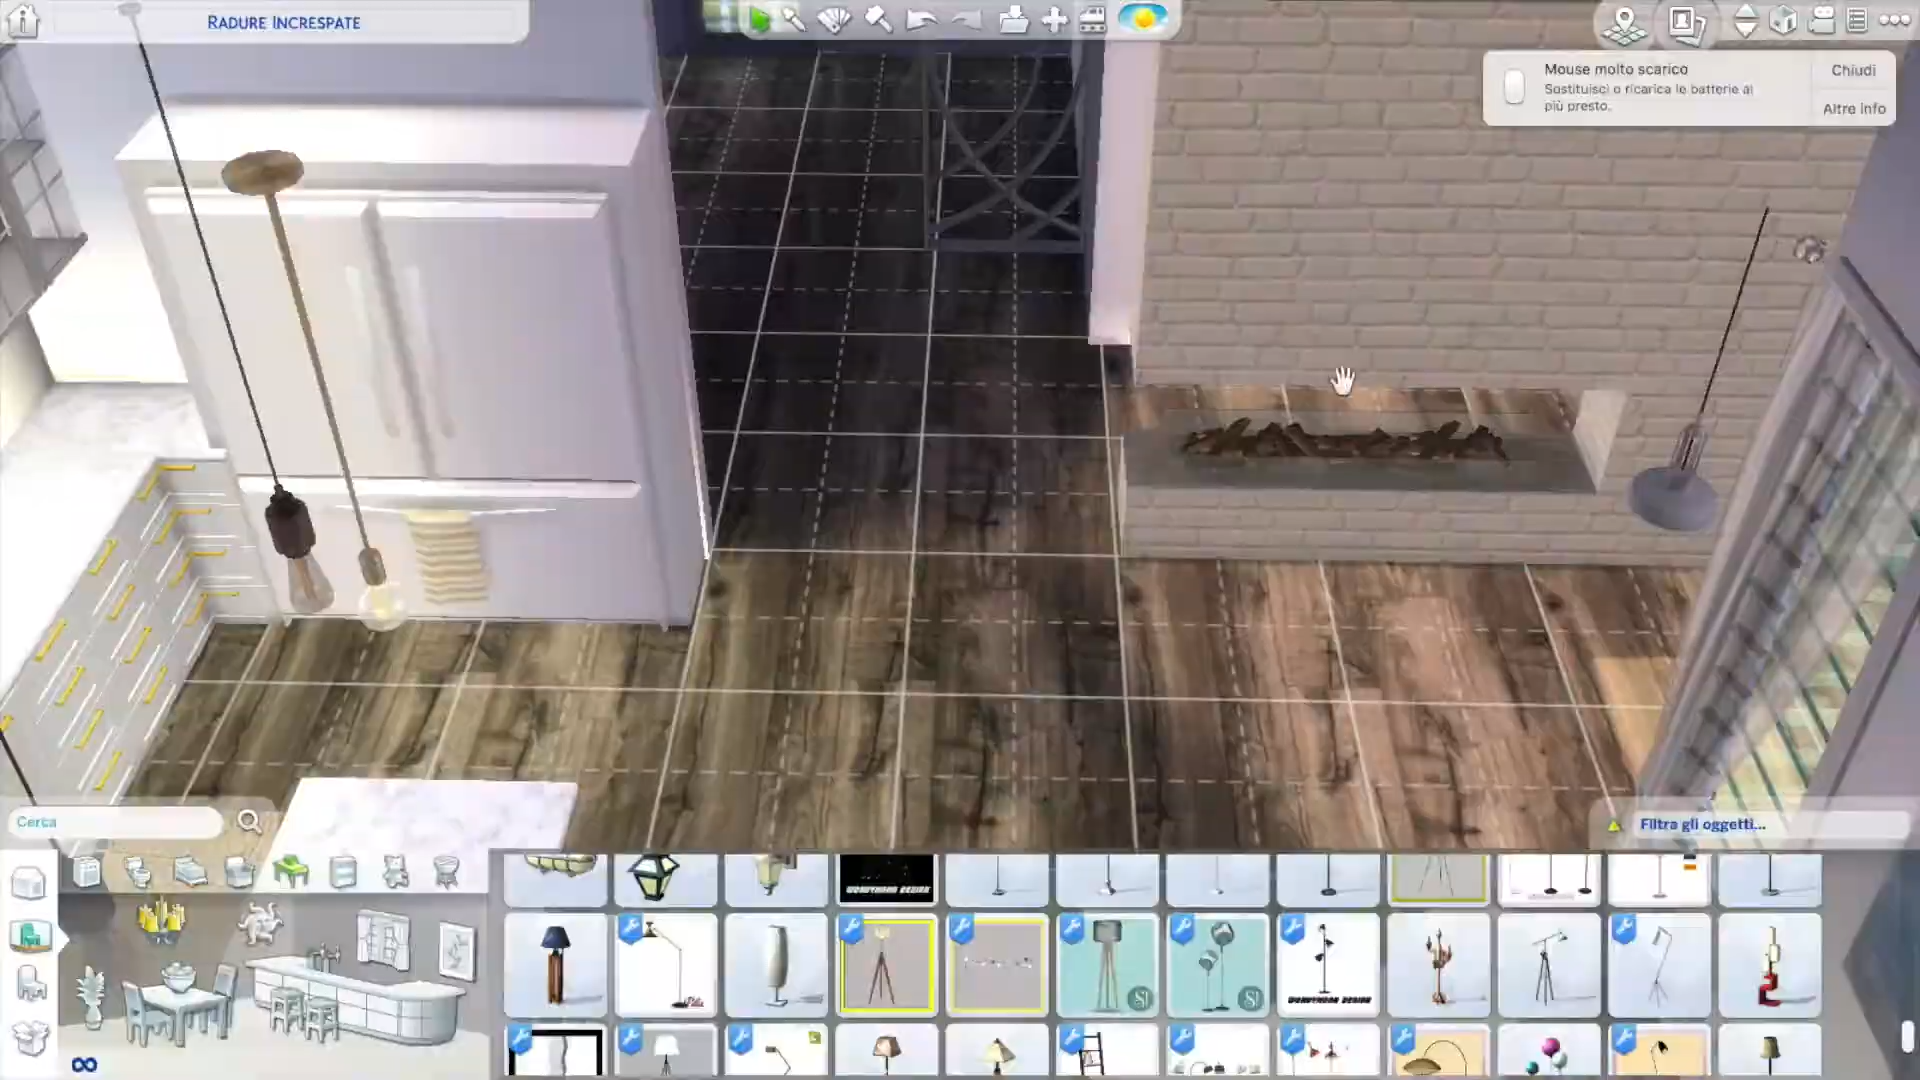 RADURE INCRESPATE
Mouse molto scarico
Chiudi
Sostituisci o ricarica le batterie al
più presto.
Altre info
Cerca
Filtra gli oggetti...